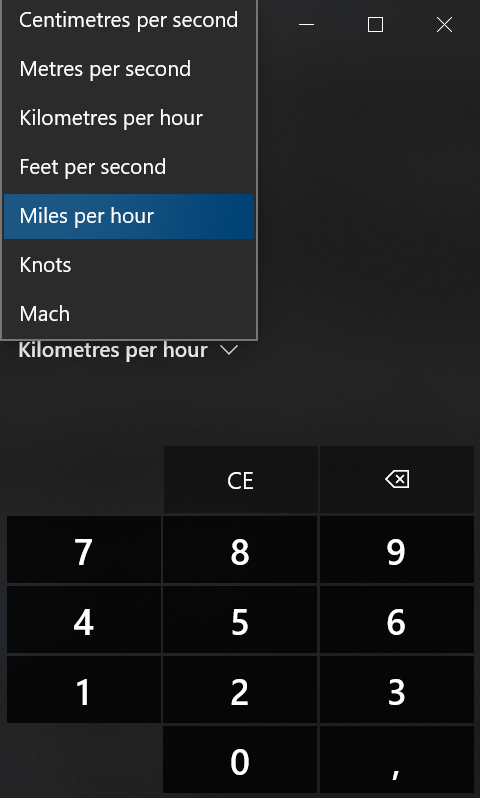 Centimetres per second
Metres per second
Kilometres per hour
Feet per second
Miles per hour
Knots
Mach
Kilometres per hour
CE
7 8 9
4 5 6
1 2 3
0 ,